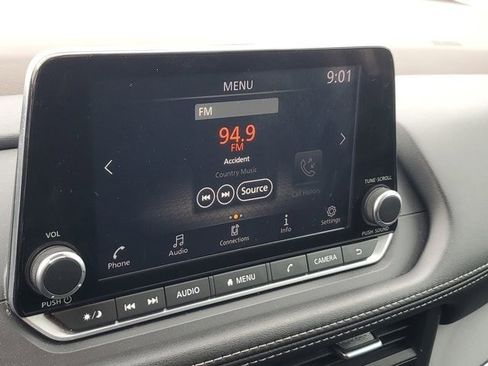 MENU
9:01
FM
94.9
FM
Accident
Country Music
Source
Call History
VOL
TUNE·SCROLL
Phone
Audio
Connections
Info
Settings
PUSH
PUSH SOUND
AUDIO
MENU
CAMERA